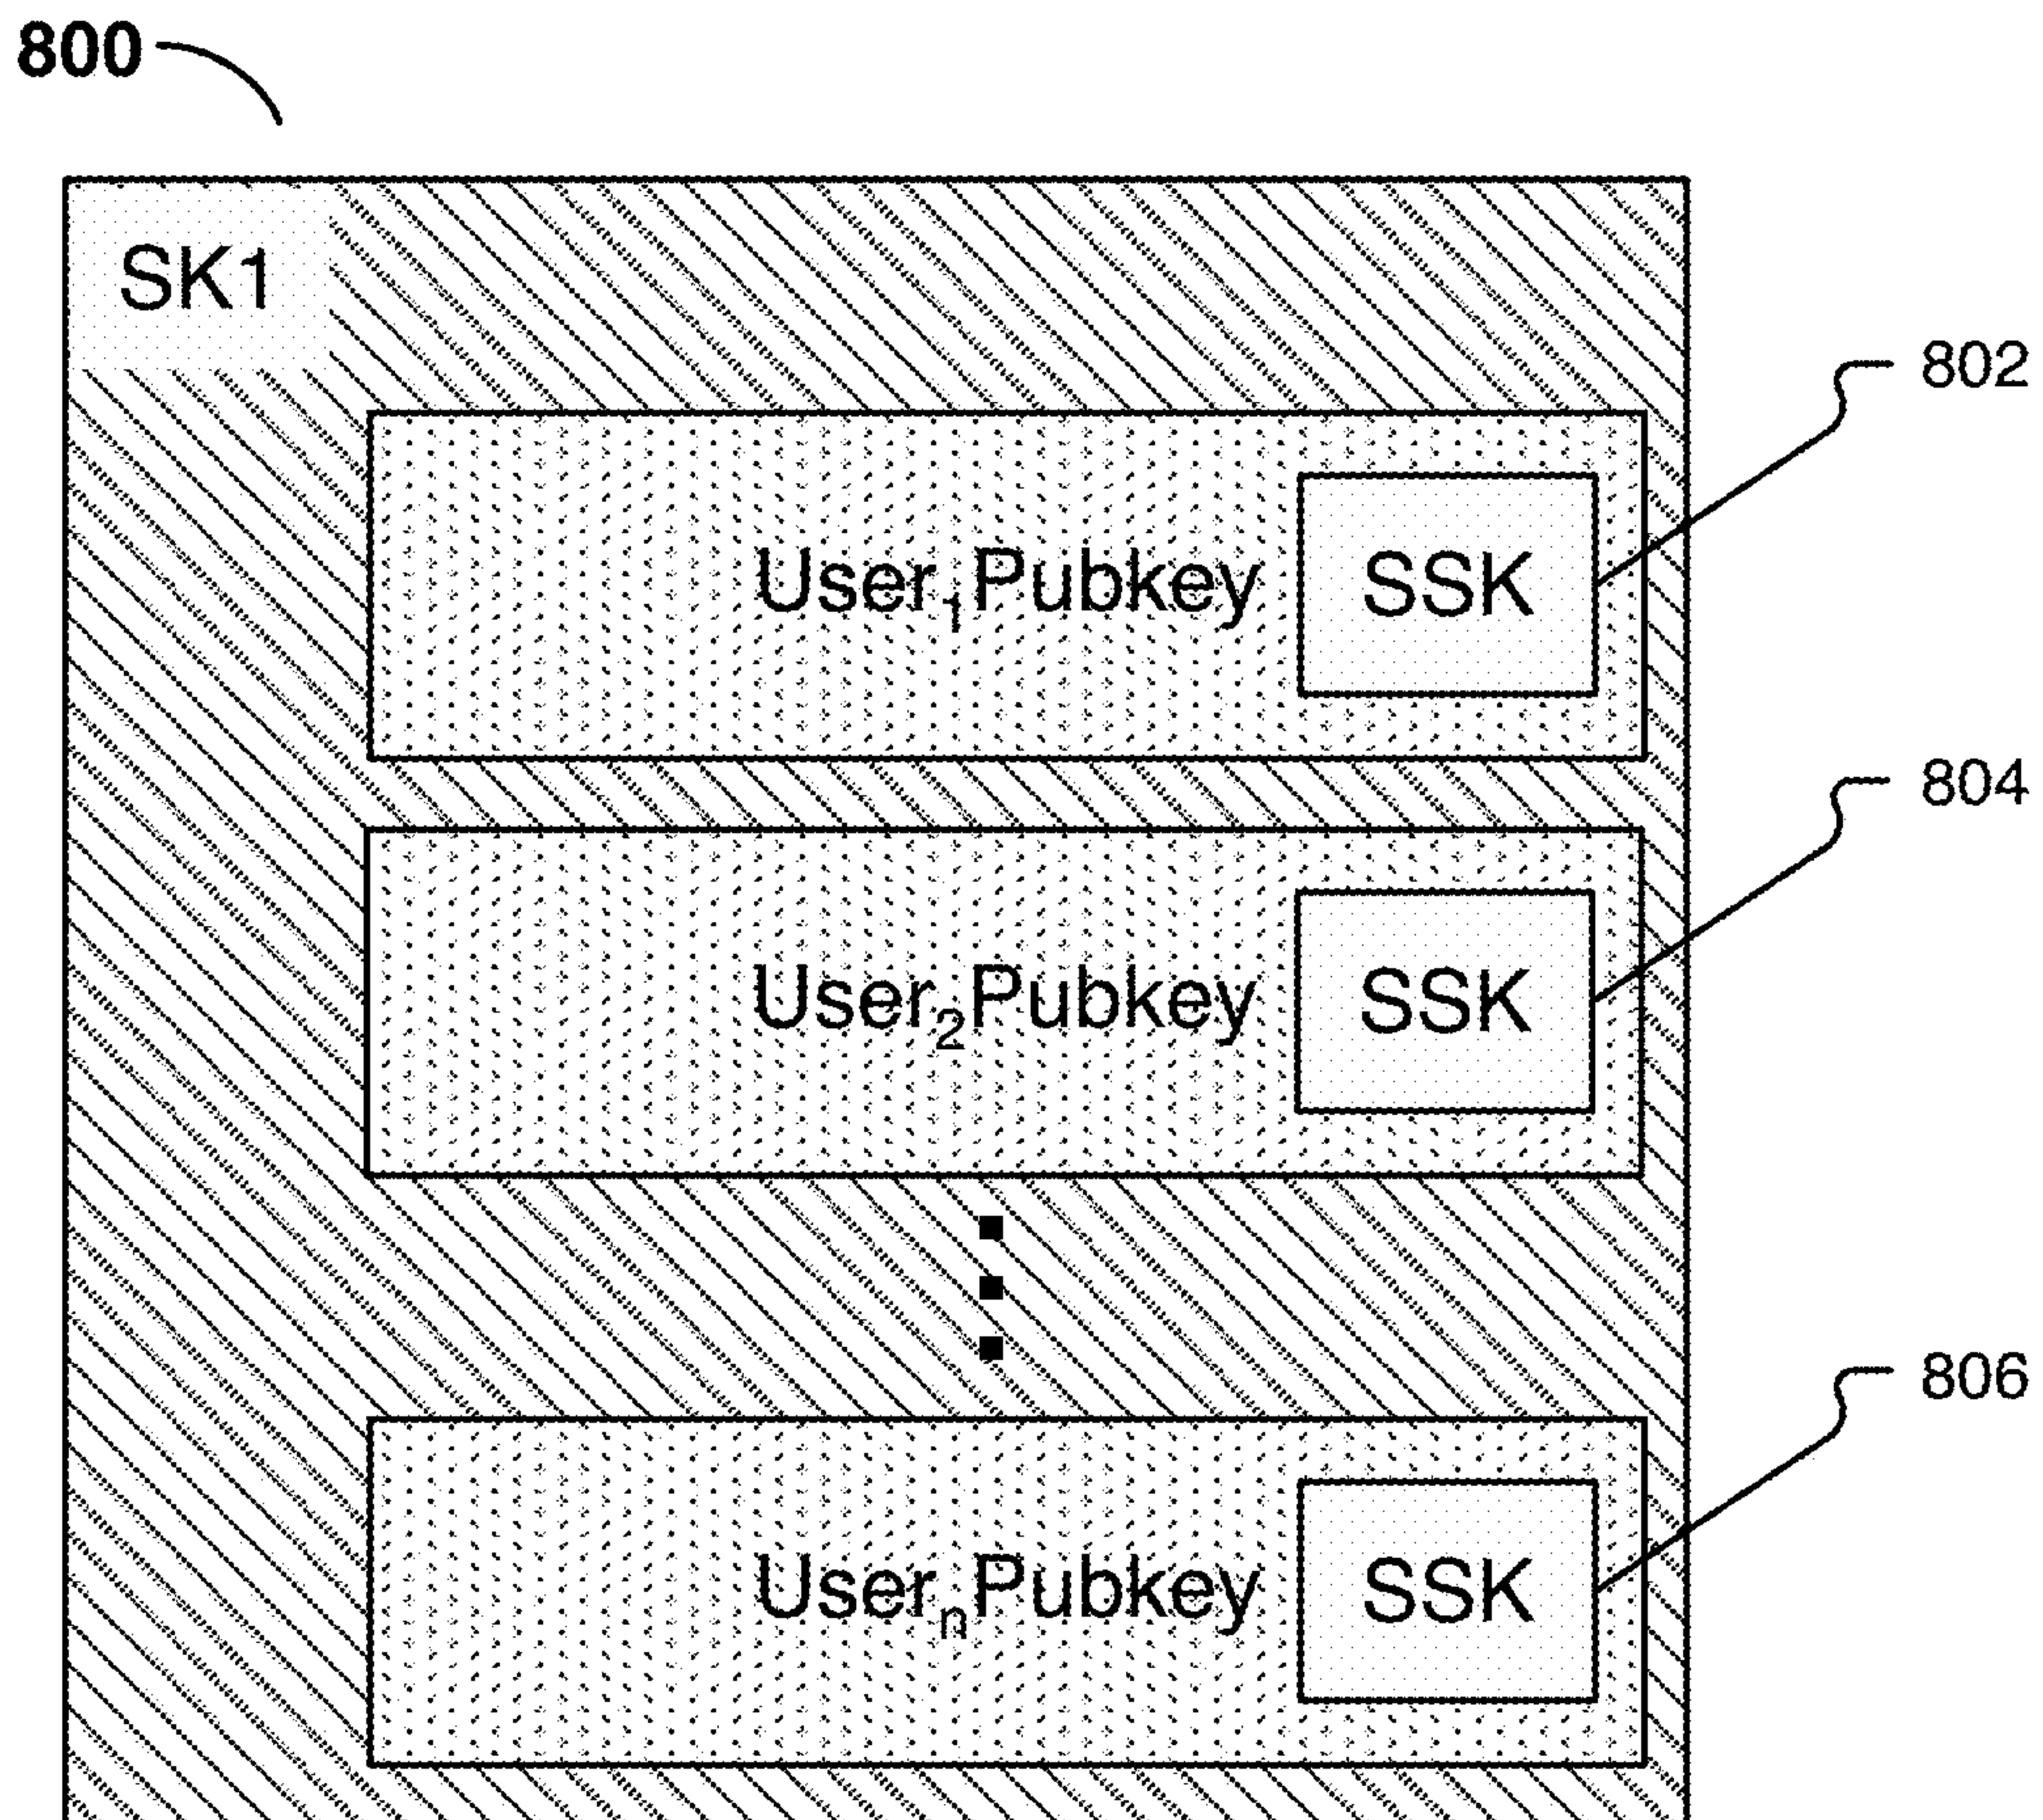 800
SK1
802
User₁Pubkey SSK
804
User₂Pubkey SSK
806
UserₙPubkey SSK